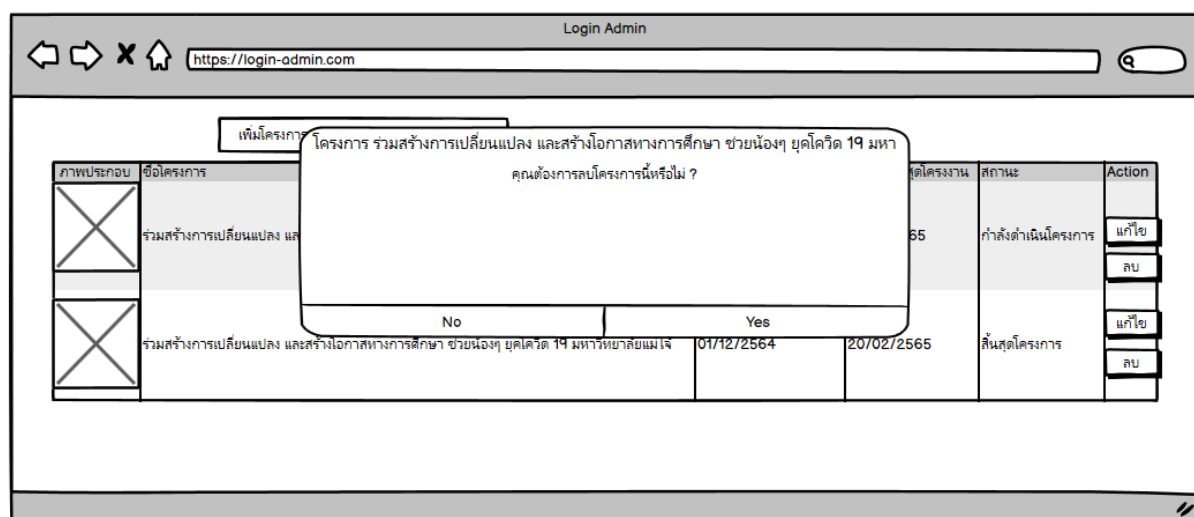 Login Admin
https://login-admin.com
เพิ่มโครงการ
โครงการ ร่วมสร้างการเปลี่ยนแปลง และสร้างโอกาสทางการศึกษา ช่วยน้องๆ ยุคโควิด 19 มหา
คุณต้องการลบโครงการนี้หรือไม่ ?
No Yes
ภาพประกอบ ชื่อโครงการ สุดโครงงาน สถานะ Action
ร่วมสร้างการเปลี่ยนแปลง และ 65 กำลังดำเนินโครงการ แก้ไข
ลบ
ร่วมสร้างการเปลี่ยนแปลง และสร้างโอกาสทางการศึกษา ช่วยน้องๆ ยุคโควิด 19 มหาวิทยาลัยแม่โจ้ 01/12/2564 20/02/2565 สิ้นสุดโครงการ แก้ไข
ลบ